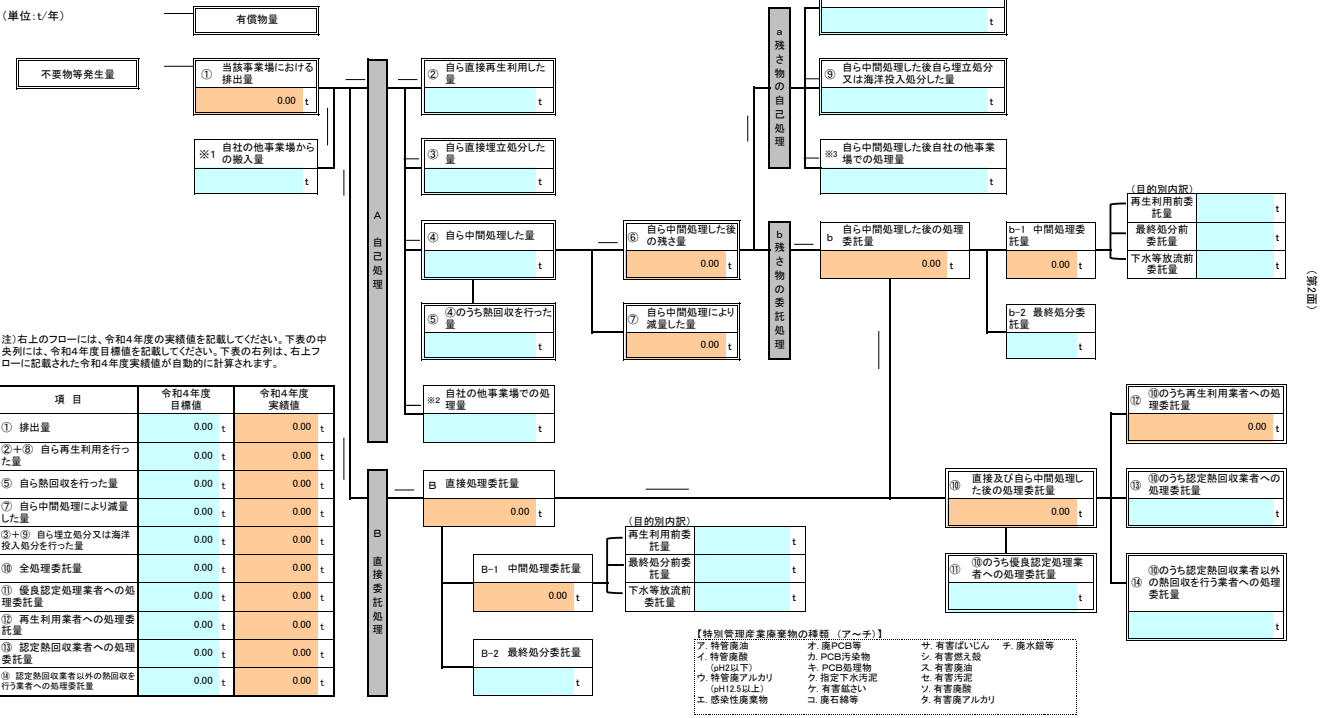 (単位:t/年)
有償物量
不要物等発生量
① 当該事業場における
排出量
0.00 t
※1 自社の他事業場から
の搬入量
t
A 自己処理
② 自ら直接再生利用した
量
t
③ 自ら直接埋立処分した
量
t
④ 自ら中間処理した量
t
⑤ ④のうち熱回収を行った
量
t
※2 自社の他事業場での処
理量
t
⑥ 自ら中間処理した後
の残さ量
0.00 t
⑦ 自ら中間処理により
減量した量
0.00 t
a 残さ物の自己処理
t
⑨ 自ら中間処理した後自ら埋立処分
又は海洋投入処分した量
t
※3 自ら中間処理した後自社の他事業
場での処理量
t
b 残さ物の委託処理
b 自ら中間処理した後の処理
委託量
0.00 t
b-1 中間処理委
託量
0.00 t
b-2 最終処分委
託量
t
(目的別内訳)
再生利用前委
託量
t
最終処分前
委託量
t
下水等放流前
委託量
t
(第2面)
注)右上のフローには、令和4年度の実績値を記載してください。下表の中
央列には、令和4年度目標値を記載してください。下表の右列は、右上フ
ローに記載された令和4年度実績値が自動的に計算されます。
項 目
令和4年度
目標値
令和4年度
実績値
① 排出量 0.00 t 0.00 t
②+⑧ 自ら再生利用を行っ
た量 0.00 t 0.00 t
⑤ 自ら熱回収を行った量 0.00 t 0.00 t
⑦ 自ら中間処理により減量
した量 0.00 t 0.00 t
③+⑨ 自ら埋立処分又は海洋
投入処分を行った量 0.00 t 0.00 t
⑩ 全処理委託量 0.00 t 0.00 t
⑪ 優良認定処理業者への処
理委託量 0.00 t 0.00 t
⑫ 再生利用業者への処理委
託量 0.00 t 0.00 t
⑬ 認定熱回収業者への処理
委託量 0.00 t 0.00 t
⑭ 認定熱回収業者以外の熱回収を
行う業者への処理委託量 0.00 t 0.00 t
B 直接委託処理
B 直接処理委託量
0.00 t
B-1 中間処理委託量
0.00 t
B-2 最終処分委託量
t
(目的別内訳)
再生利用前委
託量
t
最終処分前委
託量
t
下水等放流前
委託量
t
⑩ 直接及び自ら中間処理し
た後の処理委託量
0.00 t
⑪ ⑩のうち優良認定処理業
者への処理委託量
t
⑫ ⑩のうち再生利用業者への処
理委託量
0.00 t
⑬ ⑩のうち認定熱回収業者への
処理委託量
t
⑭ ⑩のうち認定熱回収業者以外
の熱回収を行う業者への処理
委託量
t
【特別管理産業廃棄物の種類 (ア～チ)】
ア. 特管廃油 オ. 廃PCB等 サ. 有害ばいじん チ. 廃水銀等
イ. 特管廃酸 カ. PCB汚染物 シ. 有害燃え殻
(pH2以下) キ. PCB処理物 ス. 有害廃油
ウ. 特管廃アルカリ ク. 指定下水汚泥 セ. 有害汚泥
(pH12.5以上) ケ. 有害鉱さい ソ. 有害廃酸
エ. 感染性廃棄物 コ. 廃石綿等 タ. 有害廃アルカリ